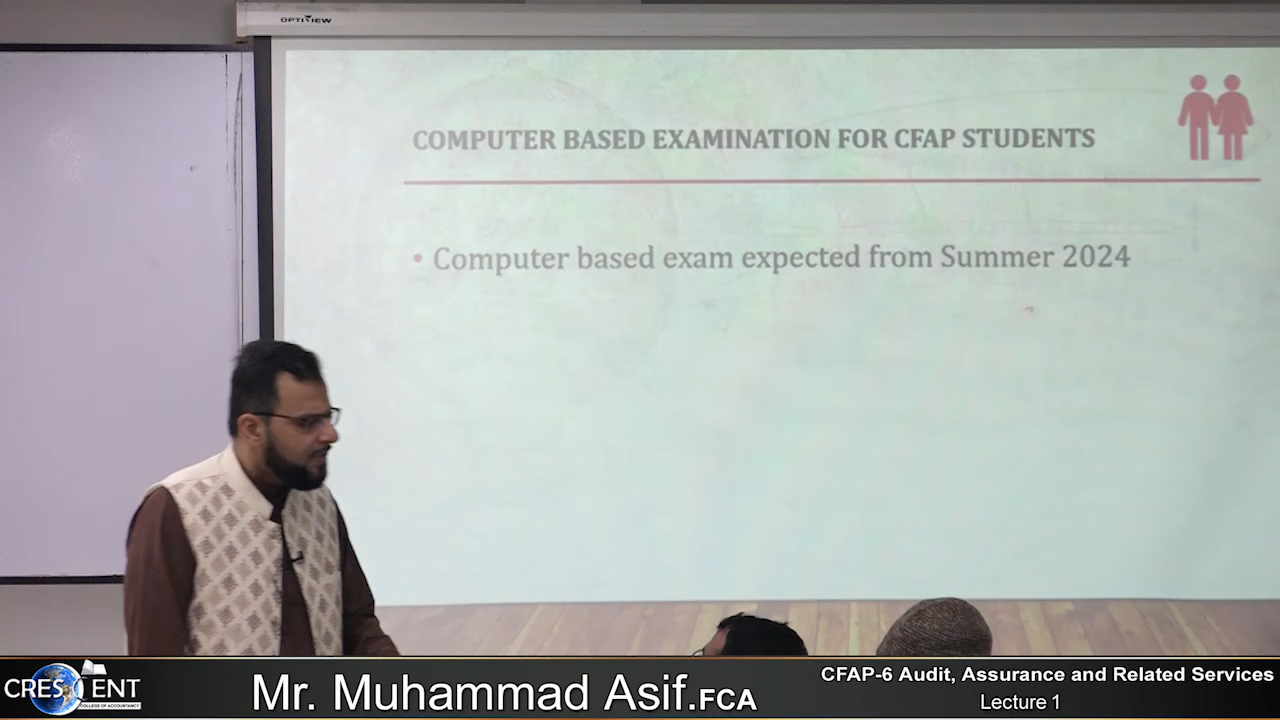 OPTIVIEW
COMPUTER BASED EXAMINATION FOR CFAP STUDENTS
• Computer based exam expected from Summer 2024
CRESCENT
COLLEGE OF ACCOUNTANCY
Mr. Muhammad Asif.FCA
CFAP-6 Audit, Assurance and Related Services
Lecture 1